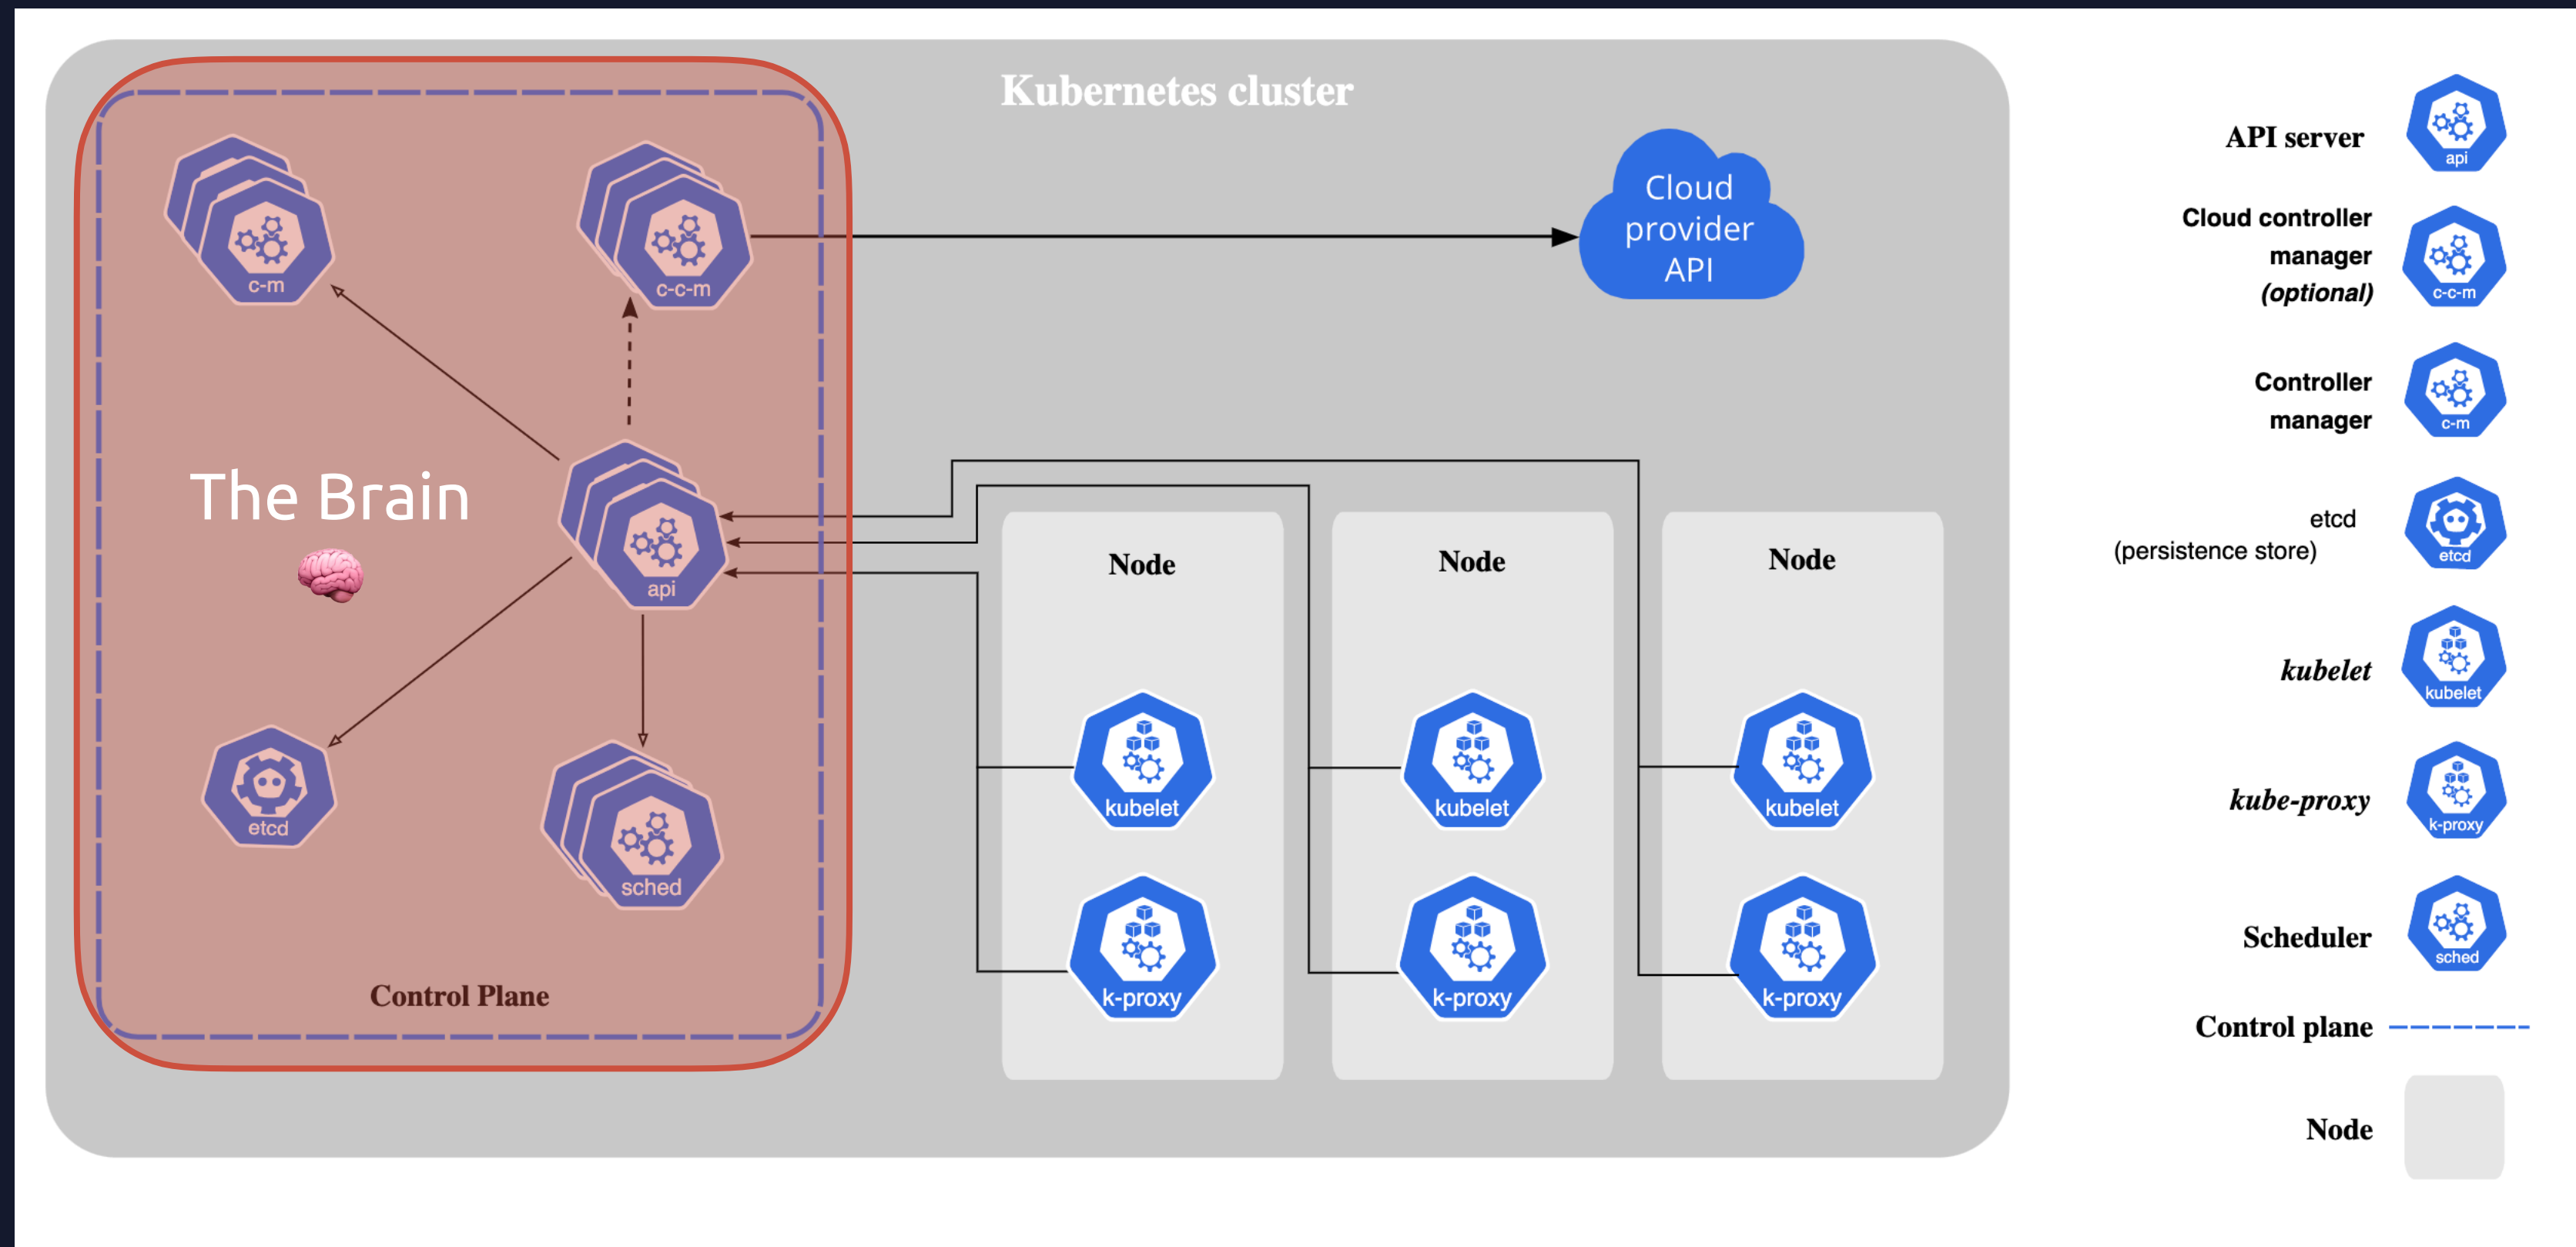 Kubernetes cluster
c-m
c-c-m
Cloud
provider
API
The Brain
api
etcd
sched
Control Plane
Node
kubelet
k-proxy
Node
kubelet
k-proxy
Node
kubelet
k-proxy
API server
api
Cloud controller
manager
(optional)
c-c-m
Controller
manager
c-m
etcd
(persistence store)
etcd
kubelet
kubelet
kube-proxy
k-proxy
Scheduler
sched
Control plane
Node